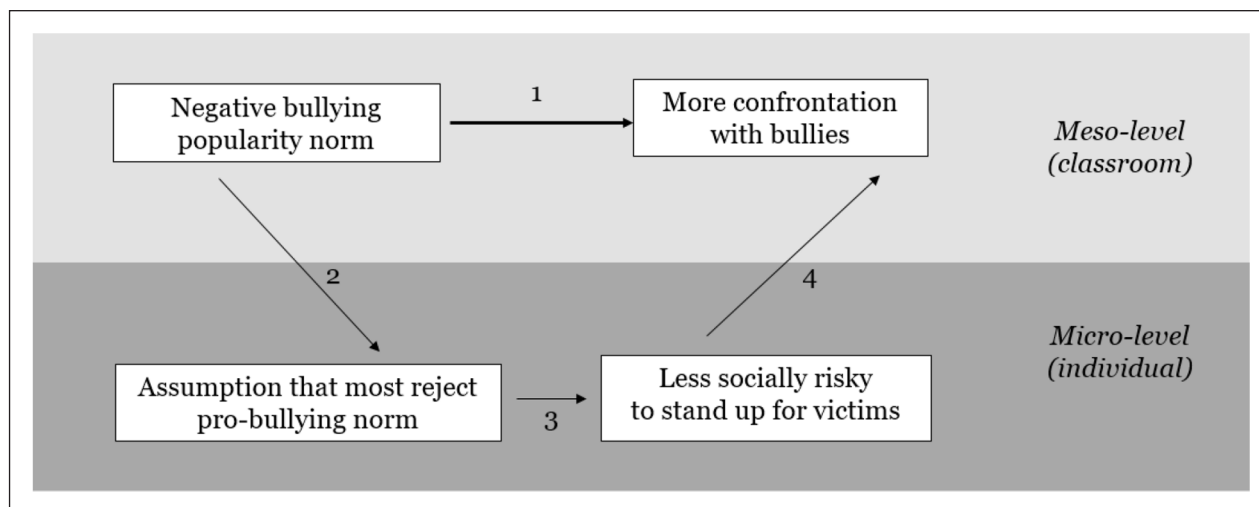 Negative bullying
popularity norm
1
More confrontation
with bullies
Meso-level
(classroom)
2
4
Assumption that most reject
pro-bullying norm
3
Less socially risky
to stand up for victims
Micro-level
(individual)